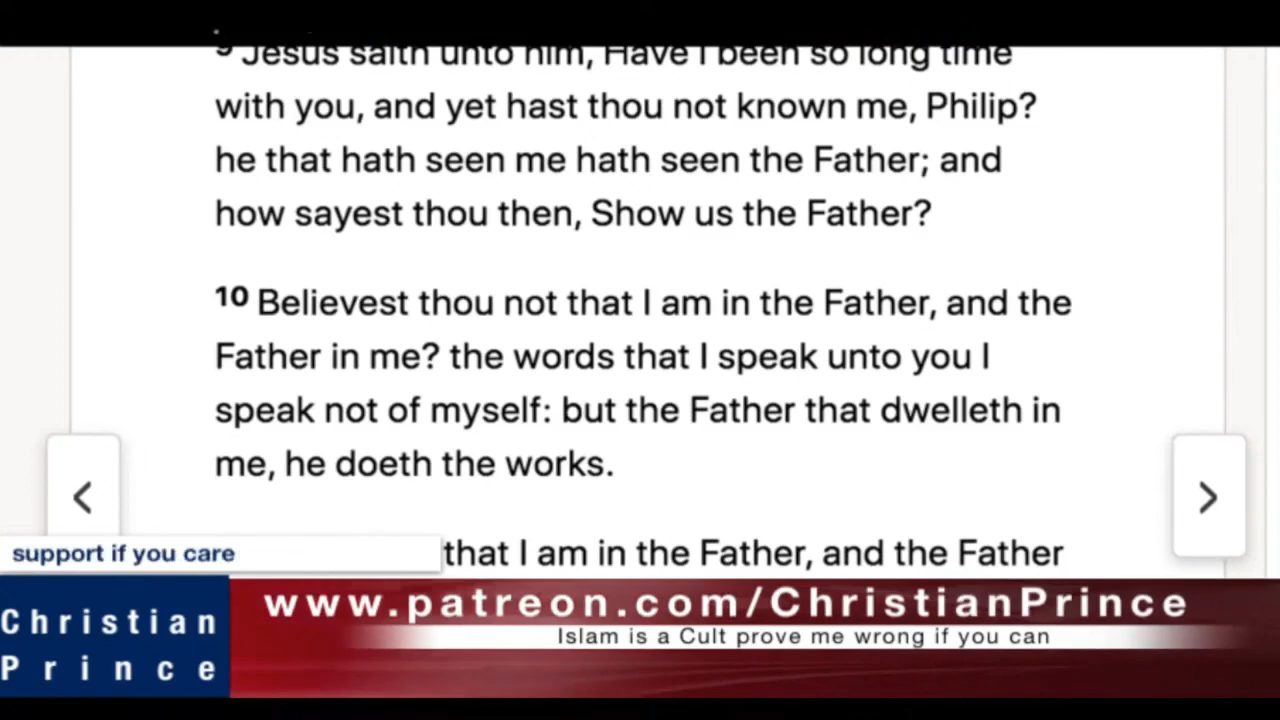 9 Jesus saith unto him, Have I been so long time
with you, and yet hast thou not known me, Philip?
he that hath seen me hath seen the Father; and
how sayest thou then, Show us the Father?
10 Believest thou not that I am in the Father, and the
Father in me? the words that I speak unto you I
speak not of myself: but the Father that dwelleth in
me, he doeth the works.
that I am in the Father, and the Father
support if you care
Christian
Prince
www.patreon.com/ChristianPrince
Islam is a Cult prove me wrong if you can